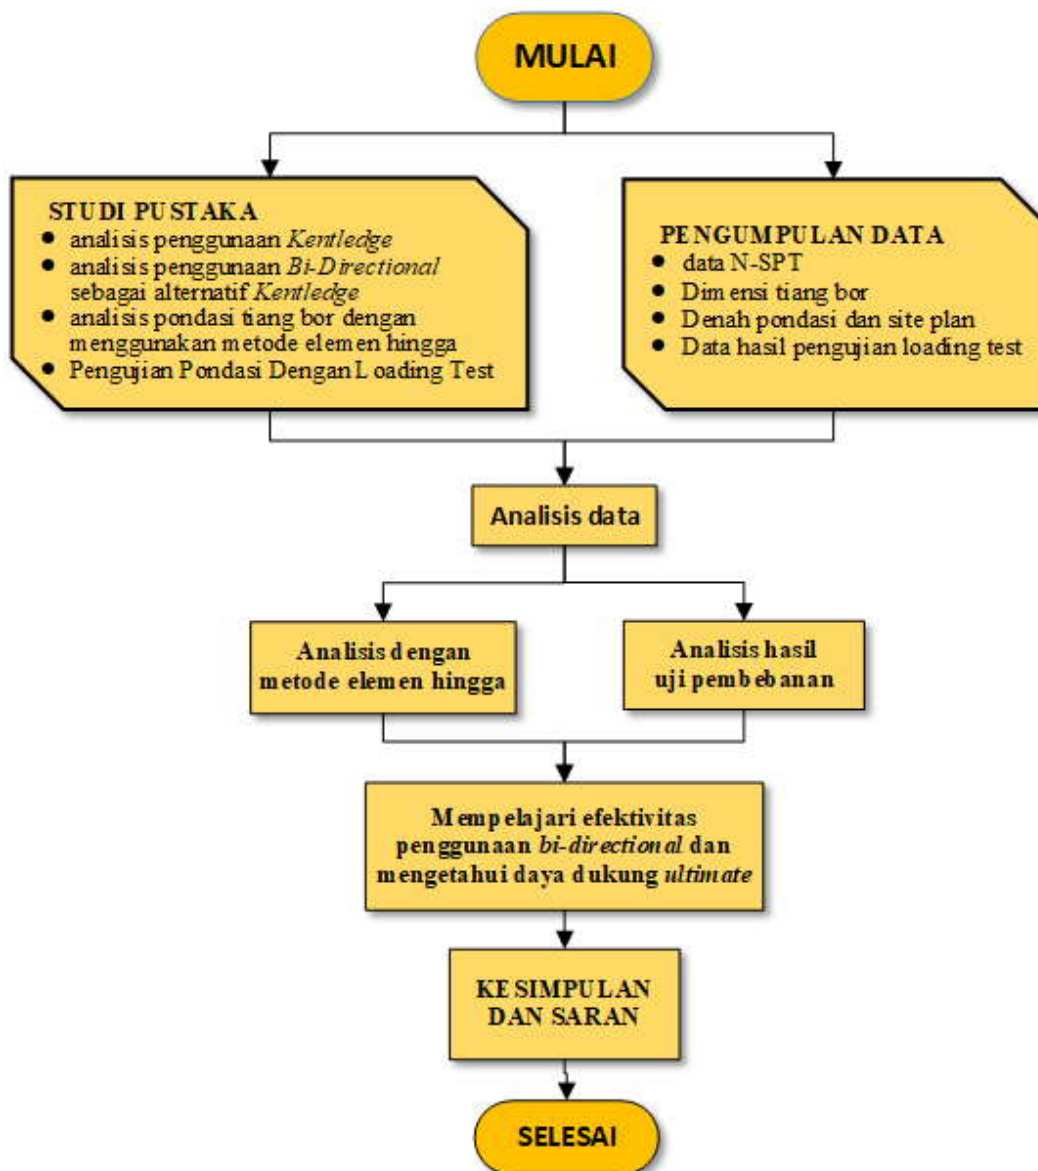 MULAI
STUDI PUSTAKA
● analisis penggunaan Kentledge
● analisis penggunaan Bi-Directional
sebagai alternatif Kentledge
● analisis pondasi tiang bor dengan
menggunakan metode elemen hingga
● Pengujian Pondasi Dengan Loading Test
PENGUMPULAN DATA
● data N-SPT
● Dimensi tiang bor
● Denah pondasi dan site plan
● Data hasil pengujian loading test
Analisis data
Analisis dengan
metode elemen hingga
Analisis hasil
uji pembebanan
Mempelajari efektivitas
penggunaan bi-directional dan
mengetahui daya dukung ultimate
KESIMPULAN
DAN SARAN
SELESAI